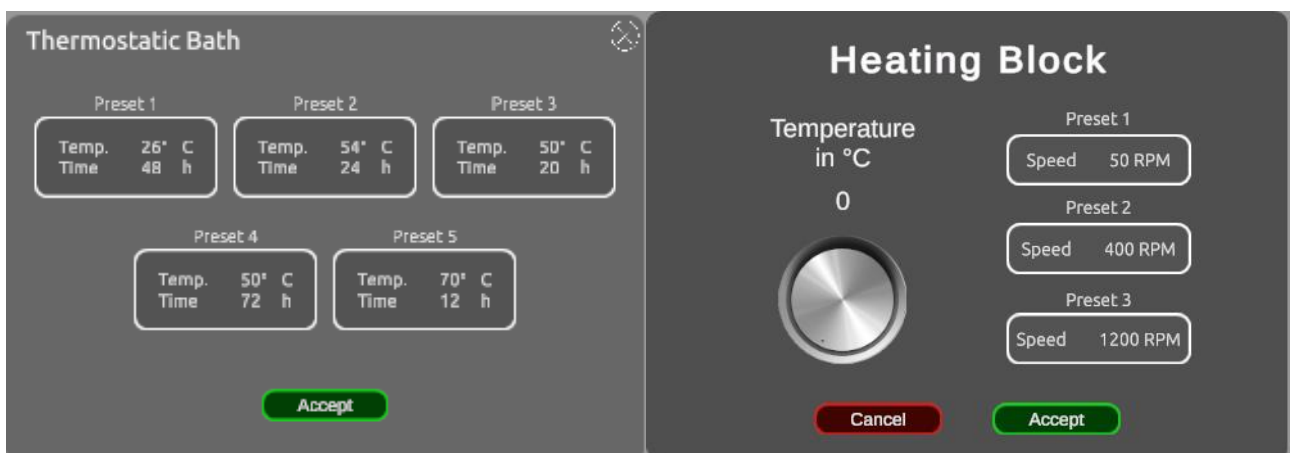 Thermostatic Bath
Preset 1
Temp. 26° C
Time 48 h
Preset 2
Temp. 54° C
Time 24 h
Preset 3
Temp. 50° C
Time 20 h
Preset 4
Temp. 50° C
Time 72 h
Preset 5
Temp. 70° C
Time 12 h
Accept
Heating Block
Temperature
in °C
0
Preset 1
Speed 50 RPM
Preset 2
Speed 400 RPM
Preset 3
Speed 1200 RPM
Cancel
Accept